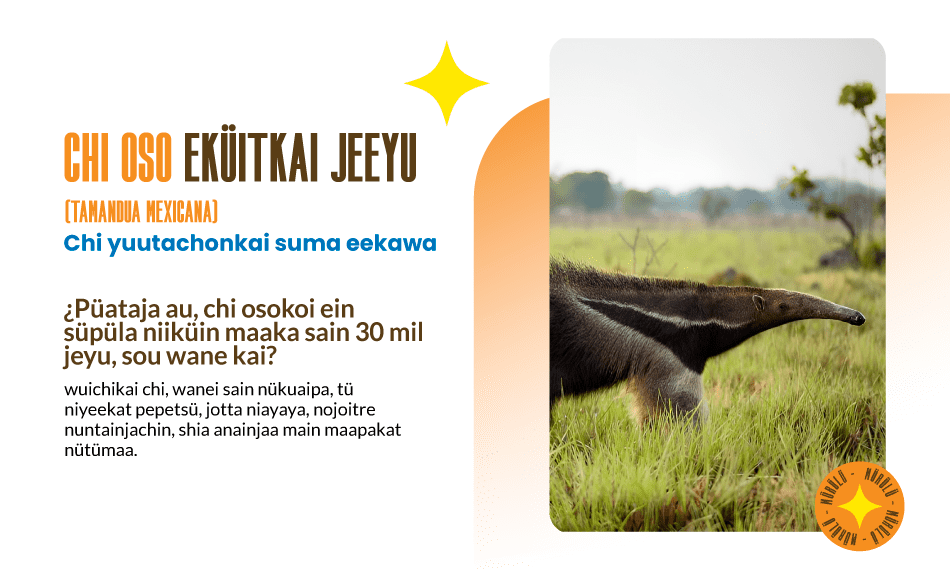 CHI OSO EKÜITKAI JEEYU
(TAMANDUA MEXICANA)
Chi yuutachonkai suma eekawa
¿Püataja au, chi osokoi ein
süpüla niiküin maaka sain 30 mil
jeyu, sou wane kai?
wuichikai chi, wanei sain nükuaipa, tü
niyeekat pepetsü, jotta niayaya, nojoitre
nuntainjachin, shia anainjaa main maapakat
nütümaa.